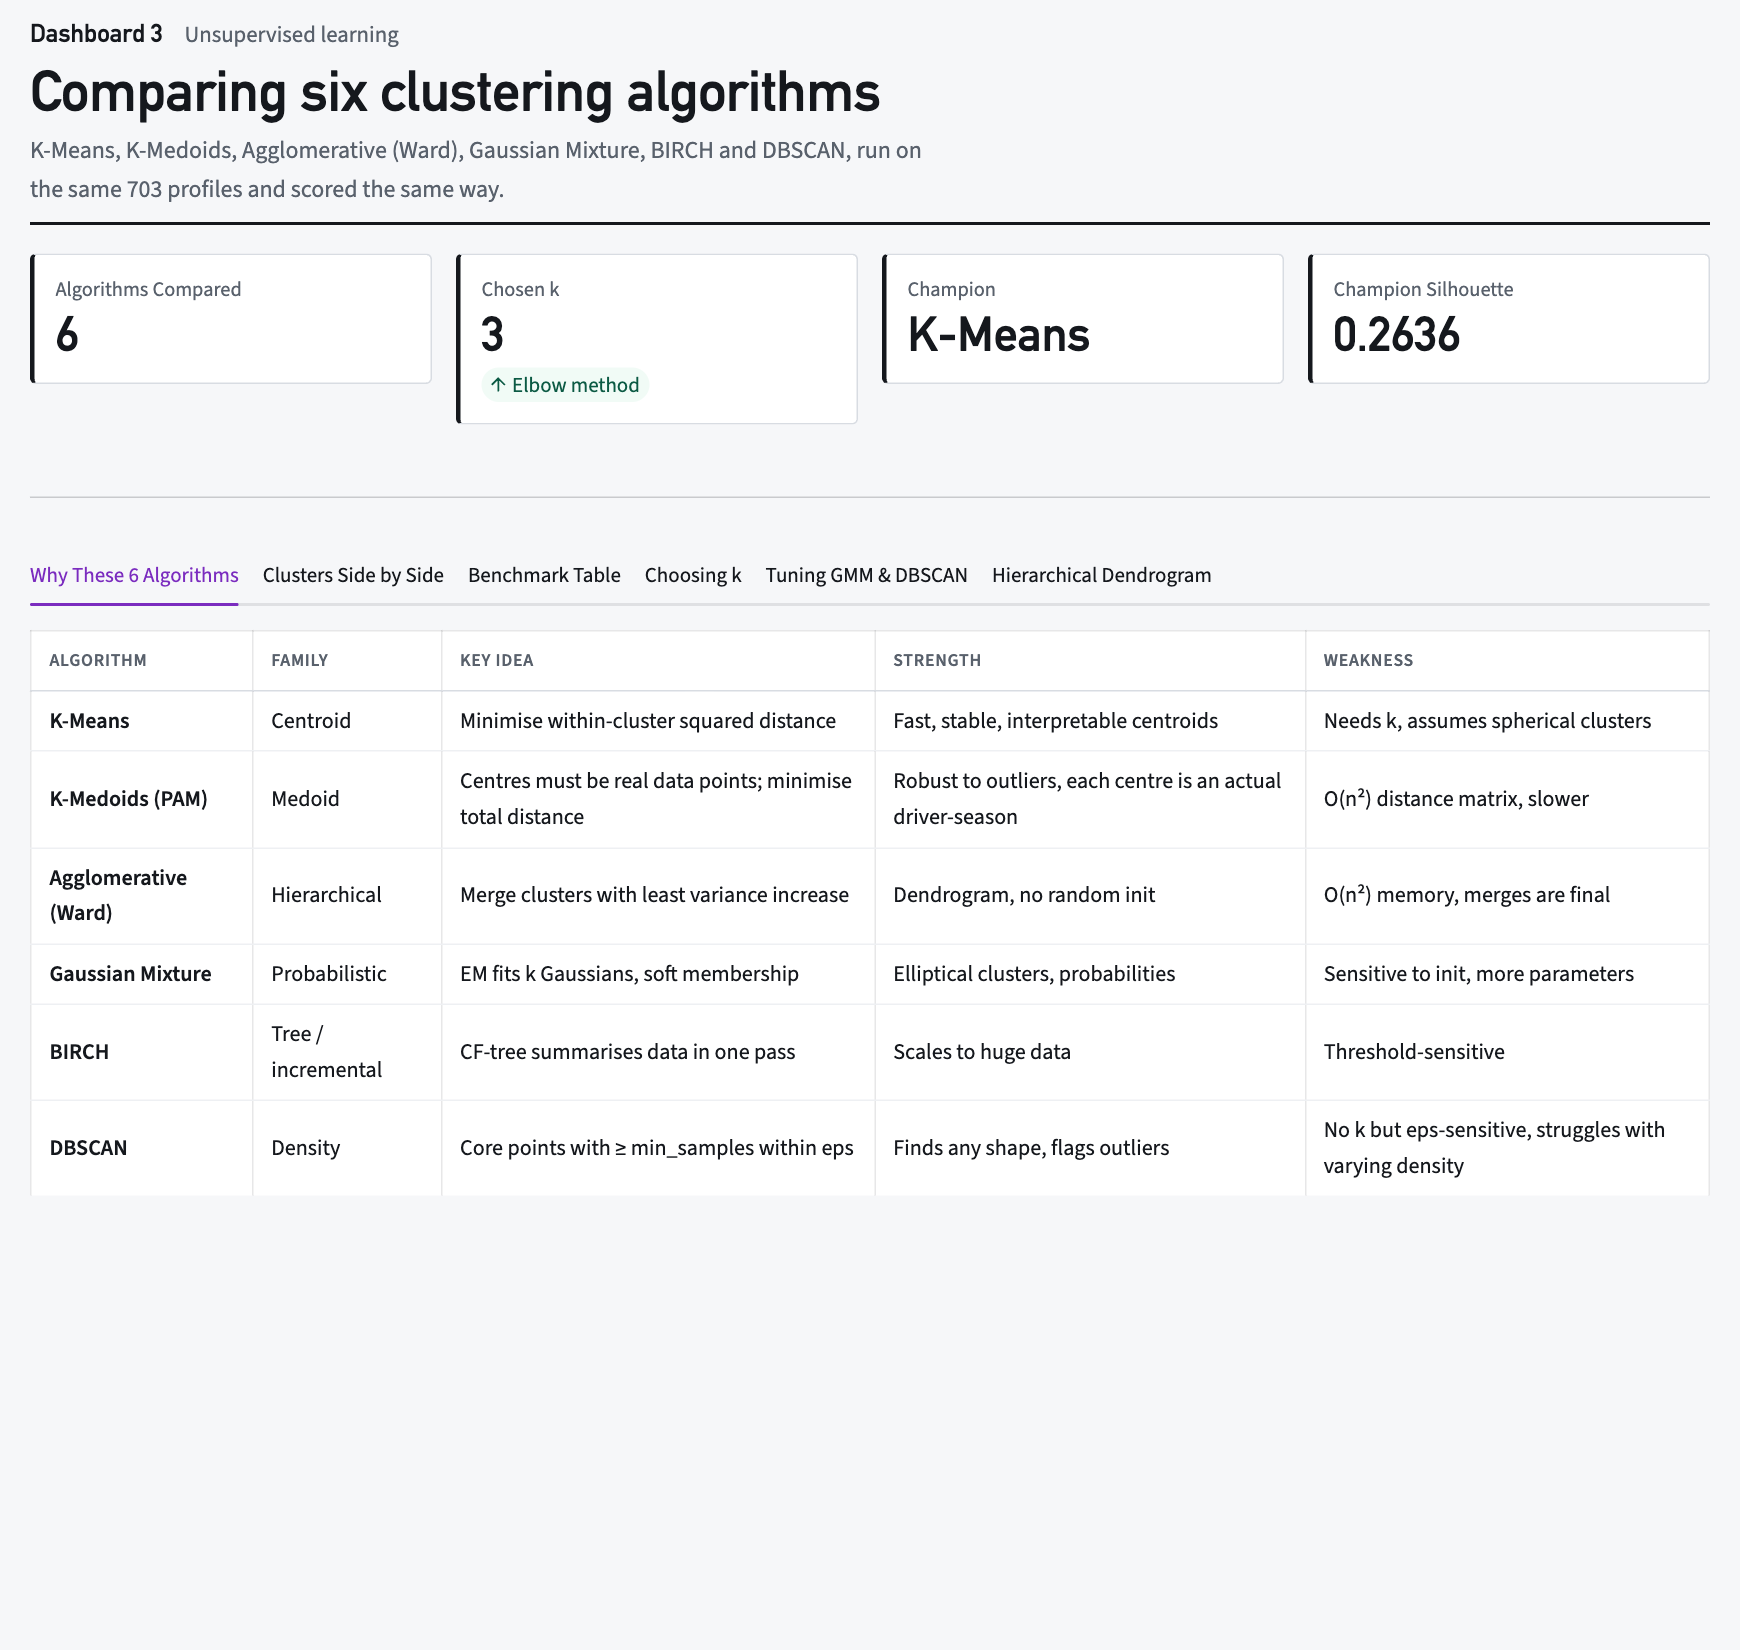 Dashboard 3 Unsupervised learning
Comparing six clustering algorithms
K-Means, K-Medoids, Agglomerative (Ward), Gaussian Mixture, BIRCH and DBSCAN, run on
the same 703 profiles and scored the same way.
Algorithms Compared
6
Chosen k
3
↑ Elbow method
Champion
K-Means
Champion Silhouette
0.2636
Why These 6 Algorithms Clusters Side by Side Benchmark Table Choosing k Tuning GMM & DBSCAN Hierarchical Dendrogram
ALGORITHM FAMILY KEY IDEA STRENGTH WEAKNESS
K-Means Centroid Minimise within-cluster squared distance Fast, stable, interpretable centroids Needs k, assumes spherical clusters
K-Medoids (PAM) Medoid
Centres must be real data points; minimise
total distance
Robust to outliers, each centre is an actual
driver-season
O(n²) distance matrix, slower
Agglomerative
(Ward)
Hierarchical Merge clusters with least variance increase Dendrogram, no random init O(n²) memory, merges are final
Gaussian Mixture Probabilistic EM fits k Gaussians, soft membership Elliptical clusters, probabilities Sensitive to init, more parameters
BIRCH
Tree /
incremental
CF-tree summarises data in one pass Scales to huge data Threshold-sensitive
DBSCAN Density Core points with ≥ min_samples within eps Finds any shape, flags outliers
No k but eps-sensitive, struggles with
varying density